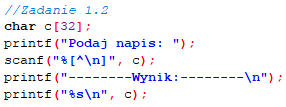 //Zadanie 1.2
char c[32];
printf("Podaj napis: ");
scanf("%[^\n]", c);
printf("--------Wynik:--------\n");
printf("%s\n", c);